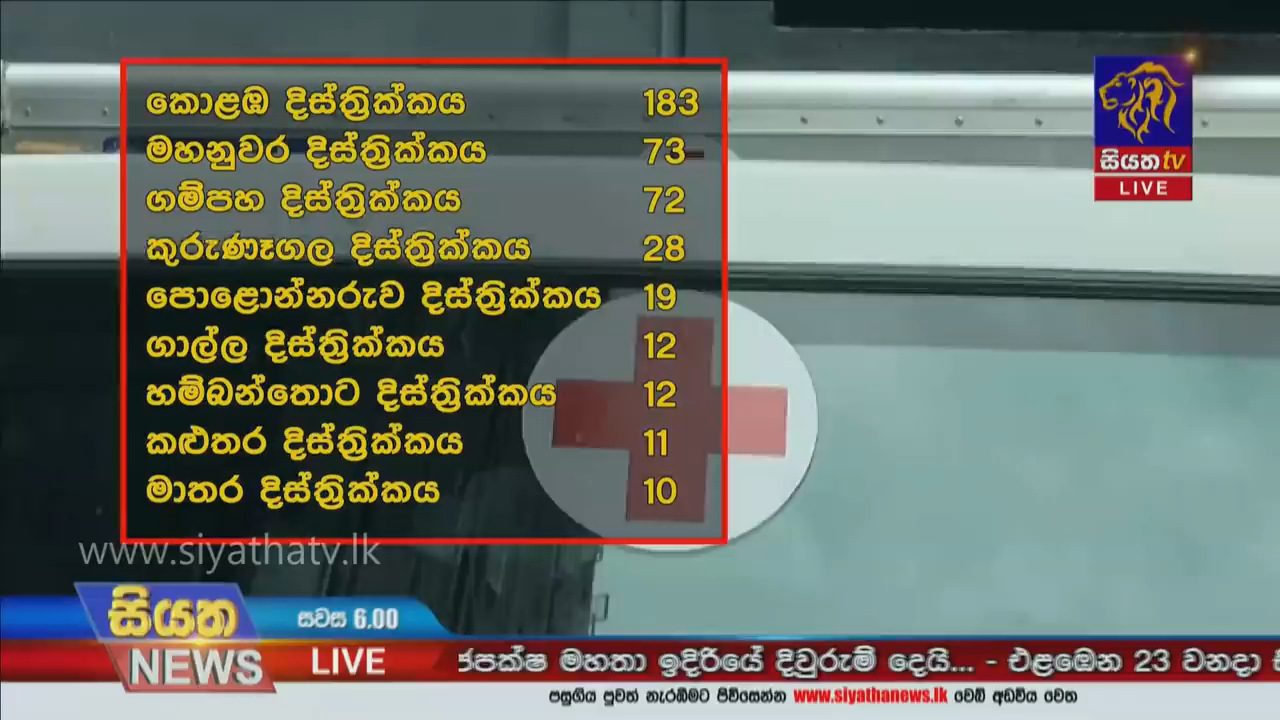 කොළඹ දිස්ත්‍රික්කය 183
මහනුවර දිස්ත්‍රික්කය 73
ගම්පහ දිස්ත්‍රික්කය 72
කුරුණෑගල දිස්ත්‍රික්කය 28
පොළොන්නරුව දිස්ත්‍රික්කය 19
ගාල්ල දිස්ත්‍රික්කය 12
හම්බන්තොට දිස්ත්‍රික්කය 12
කළුතර දිස්ත්‍රික්කය 11
මාතර දිස්ත්‍රික්කය 10
සියත tv
LIVE
www.siyathatv.lk
සියත
NEWS
සවස 6.00
LIVE
මහතා ඉදිරියේ දිවුරුම් දෙයි... - එළඹෙන 23 වනදා
පසුගිය පුවත් නැරඹීමට පිවිසෙන්න www.siyathanews.lk වෙබ් අඩවිය වෙත